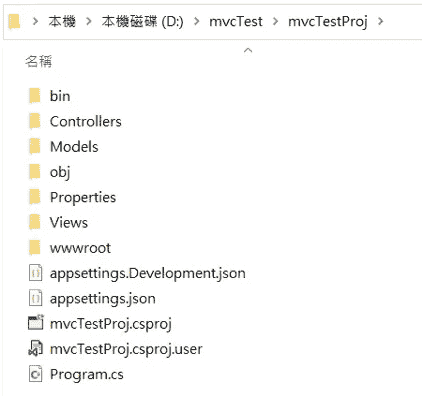 本機 > 本機磁碟 (D:) > mvcTest > mvcTestProj >
名稱
bin
Controllers
Models
obj
Properties
Views
wwwroot
appsettings.Development.json
appsettings.json
mvcTestProj.csproj
mvcTestProj.csproj.user
Program.cs